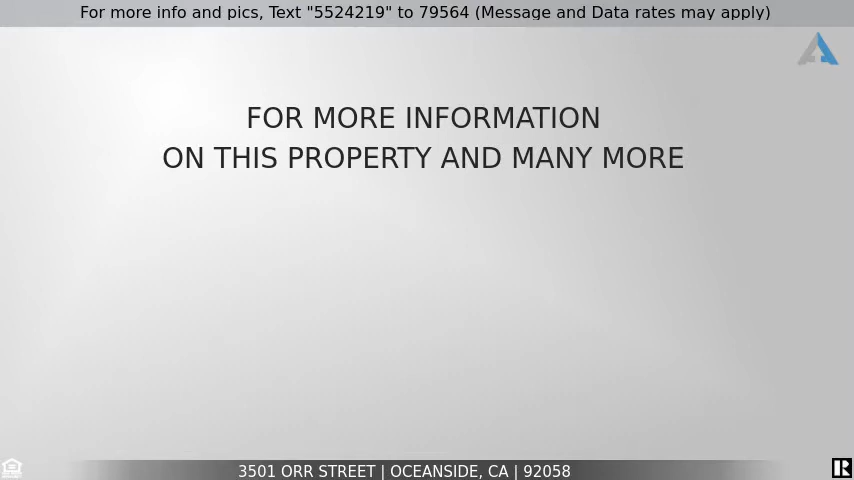 For more info and pics, Text "5524219" to 79564 (Message and Data rates may apply)
FOR MORE INFORMATION
ON THIS PROPERTY AND MANY MORE
3501 ORR STREET | OCEANSIDE, CA | 92058